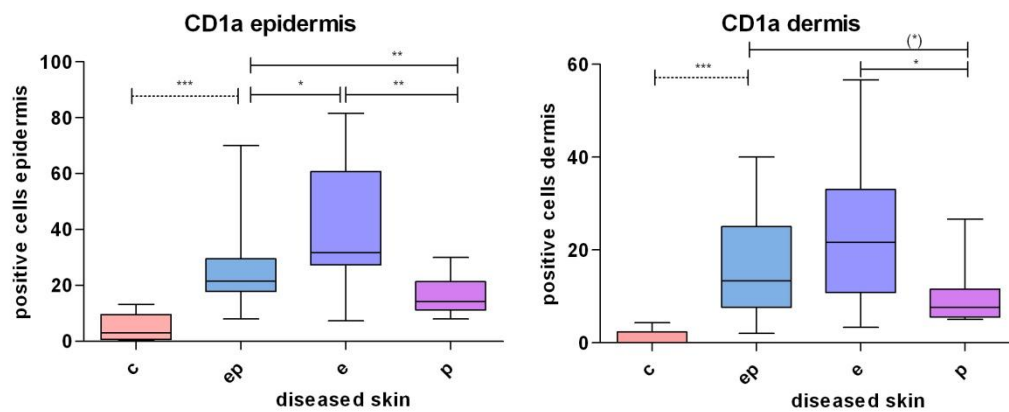 CD1a epidermis
positive cells epidermis
100
80
60
40
20
0
***
**
*
**
c
ep
e
p
diseased skin
CD1a dermis
positive cells dermis
60
40
20
0
***
(*)
*
c
ep
e
p
diseased skin